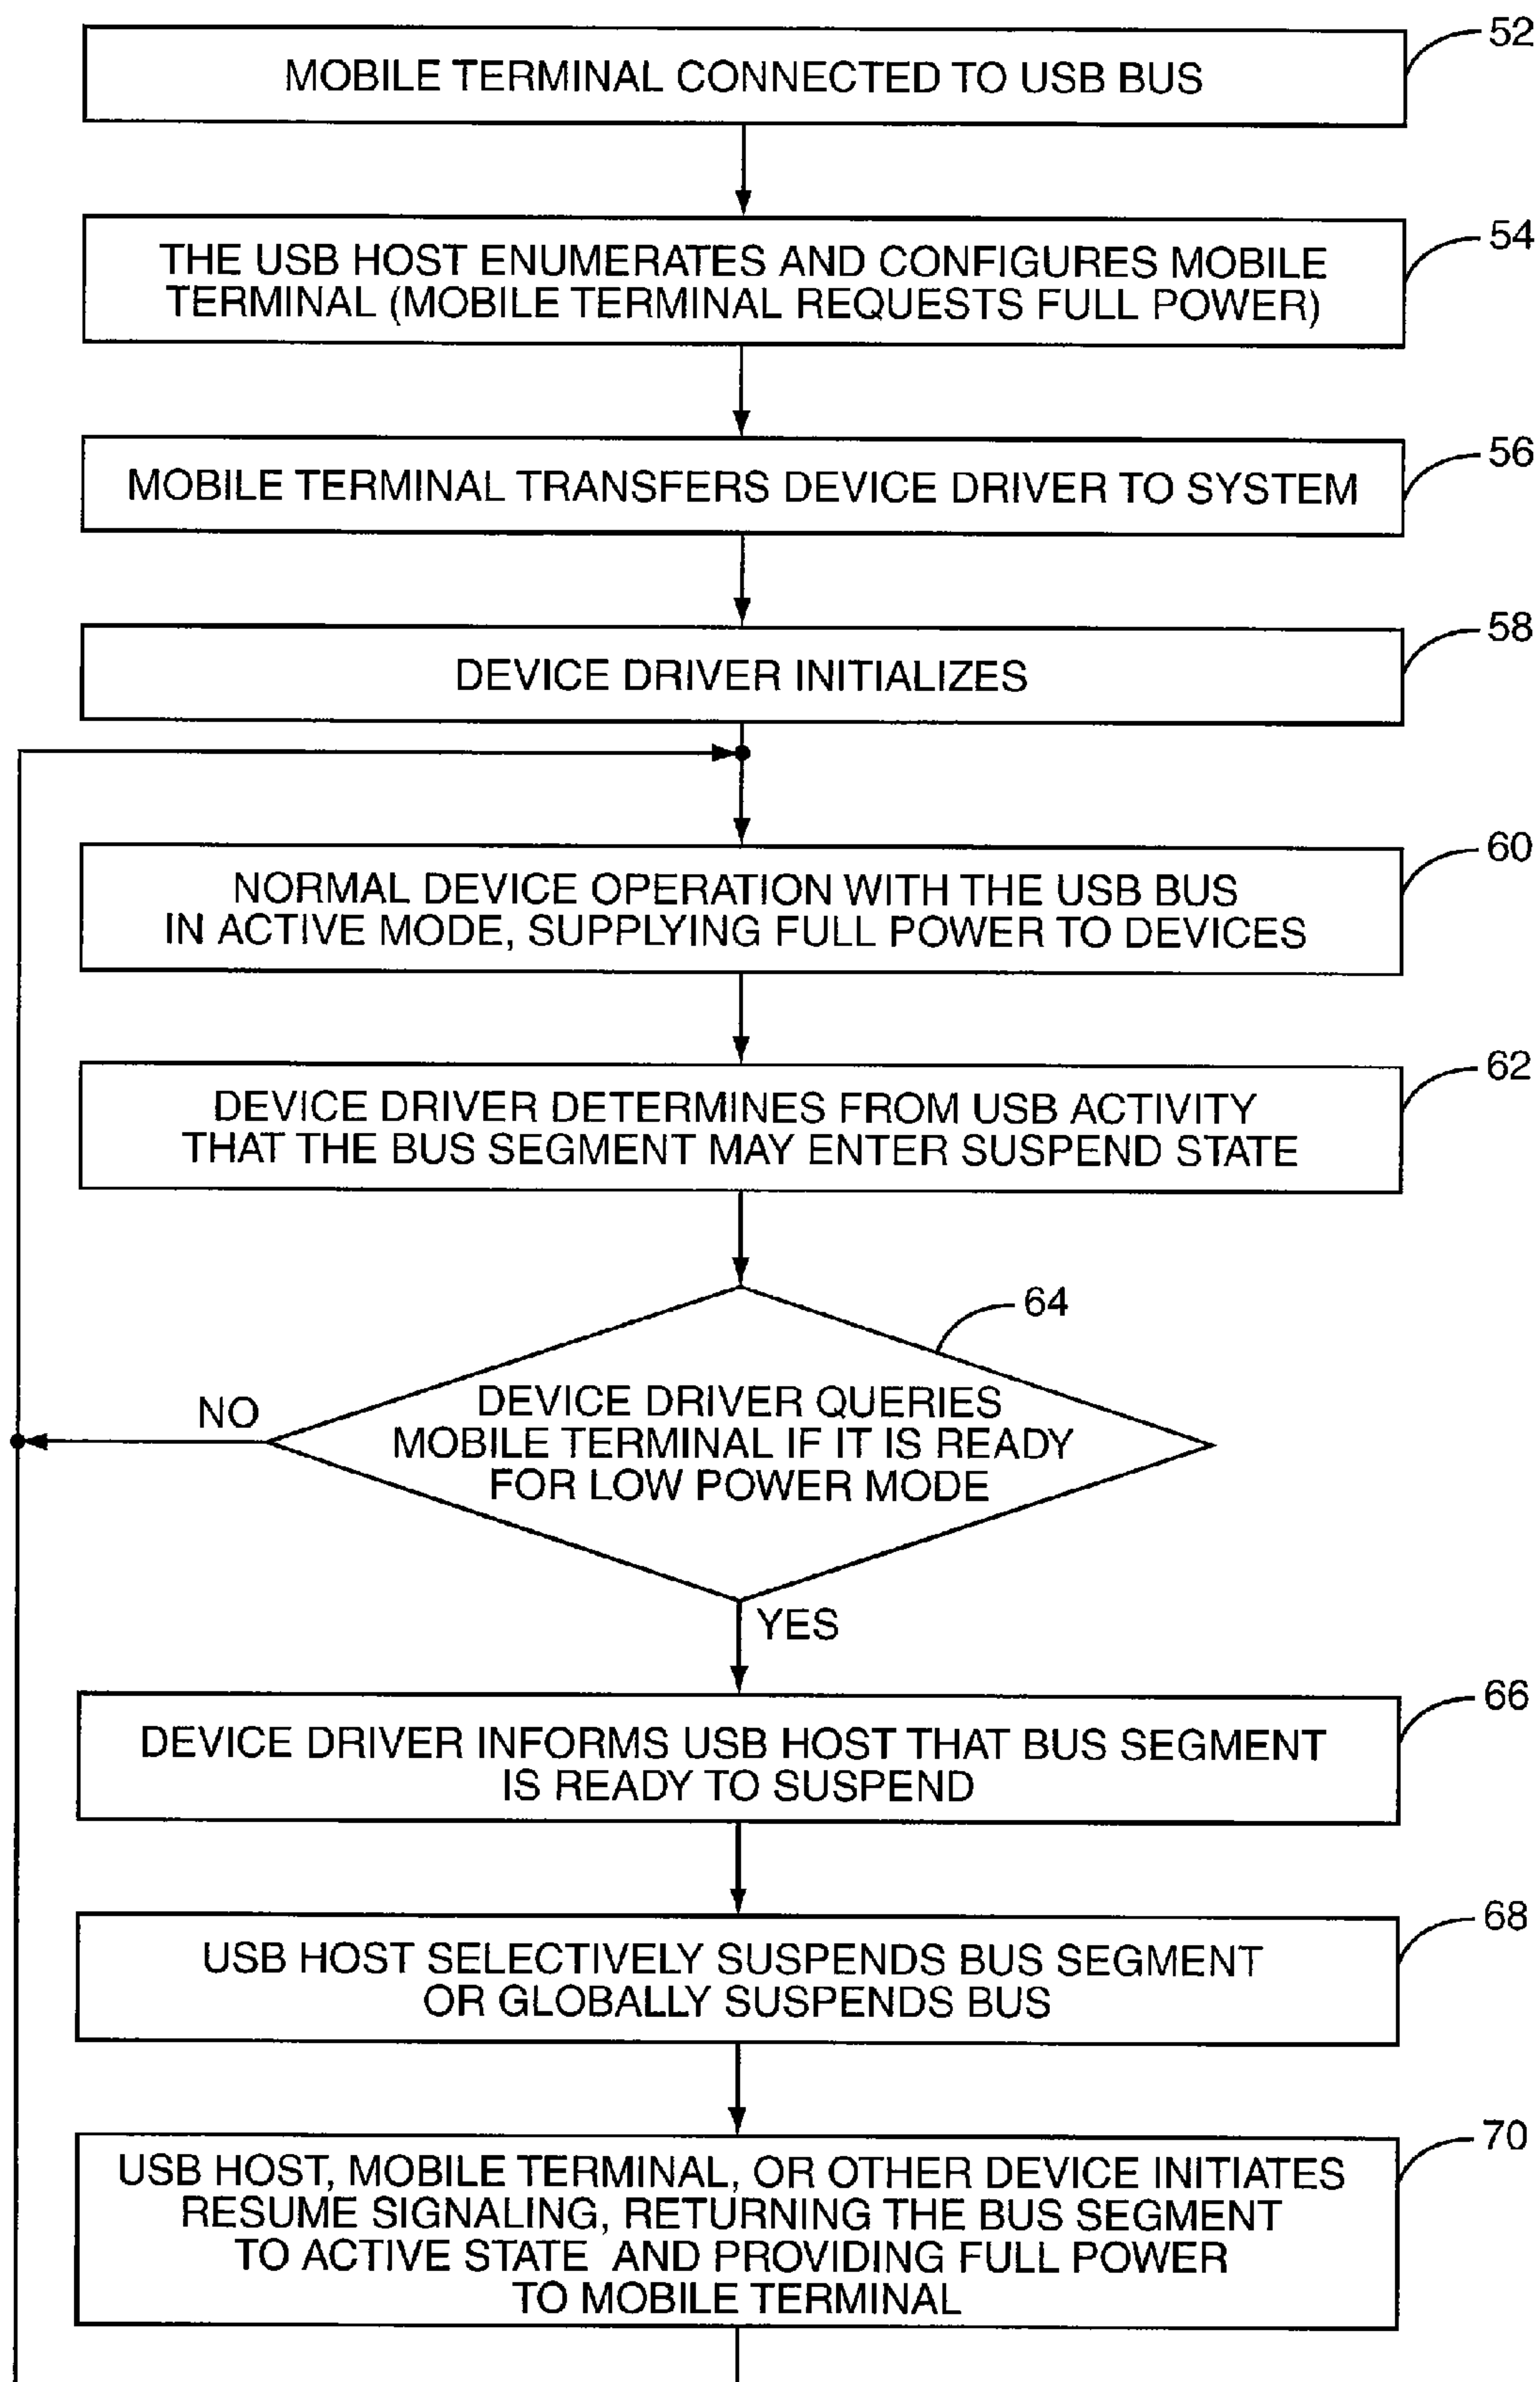 52
MOBILE TERMINAL CONNECTED TO USB BUS
54
THE USB HOST ENUMERATES AND CONFIGURES MOBILE
TERMINAL (MOBILE TERMINAL REQUESTS FULL POWER)
56
MOBILE TERMINAL TRANSFERS DEVICE DRIVER TO SYSTEM
58
DEVICE DRIVER INITIALIZES
60
NORMAL DEVICE OPERATION WITH THE USB BUS
IN ACTIVE MODE, SUPPLYING FULL POWER TO DEVICES
62
DEVICE DRIVER DETERMINES FROM USB ACTIVITY
THAT THE BUS SEGMENT MAY ENTER SUSPEND STATE
64
DEVICE DRIVER QUERIES
MOBILE TERMINAL IF IT IS READY
FOR LOW POWER MODE
NO
YES
66
DEVICE DRIVER INFORMS USB HOST THAT BUS SEGMENT
IS READY TO SUSPEND
68
USB HOST SELECTIVELY SUSPENDS BUS SEGMENT
OR GLOBALLY SUSPENDS BUS
70
USB HOST, MOBILE TERMINAL, OR OTHER DEVICE INITIATES
RESUME SIGNALING, RETURNING THE BUS SEGMENT
TO ACTIVE STATE AND PROVIDING FULL POWER
TO MOBILE TERMINAL